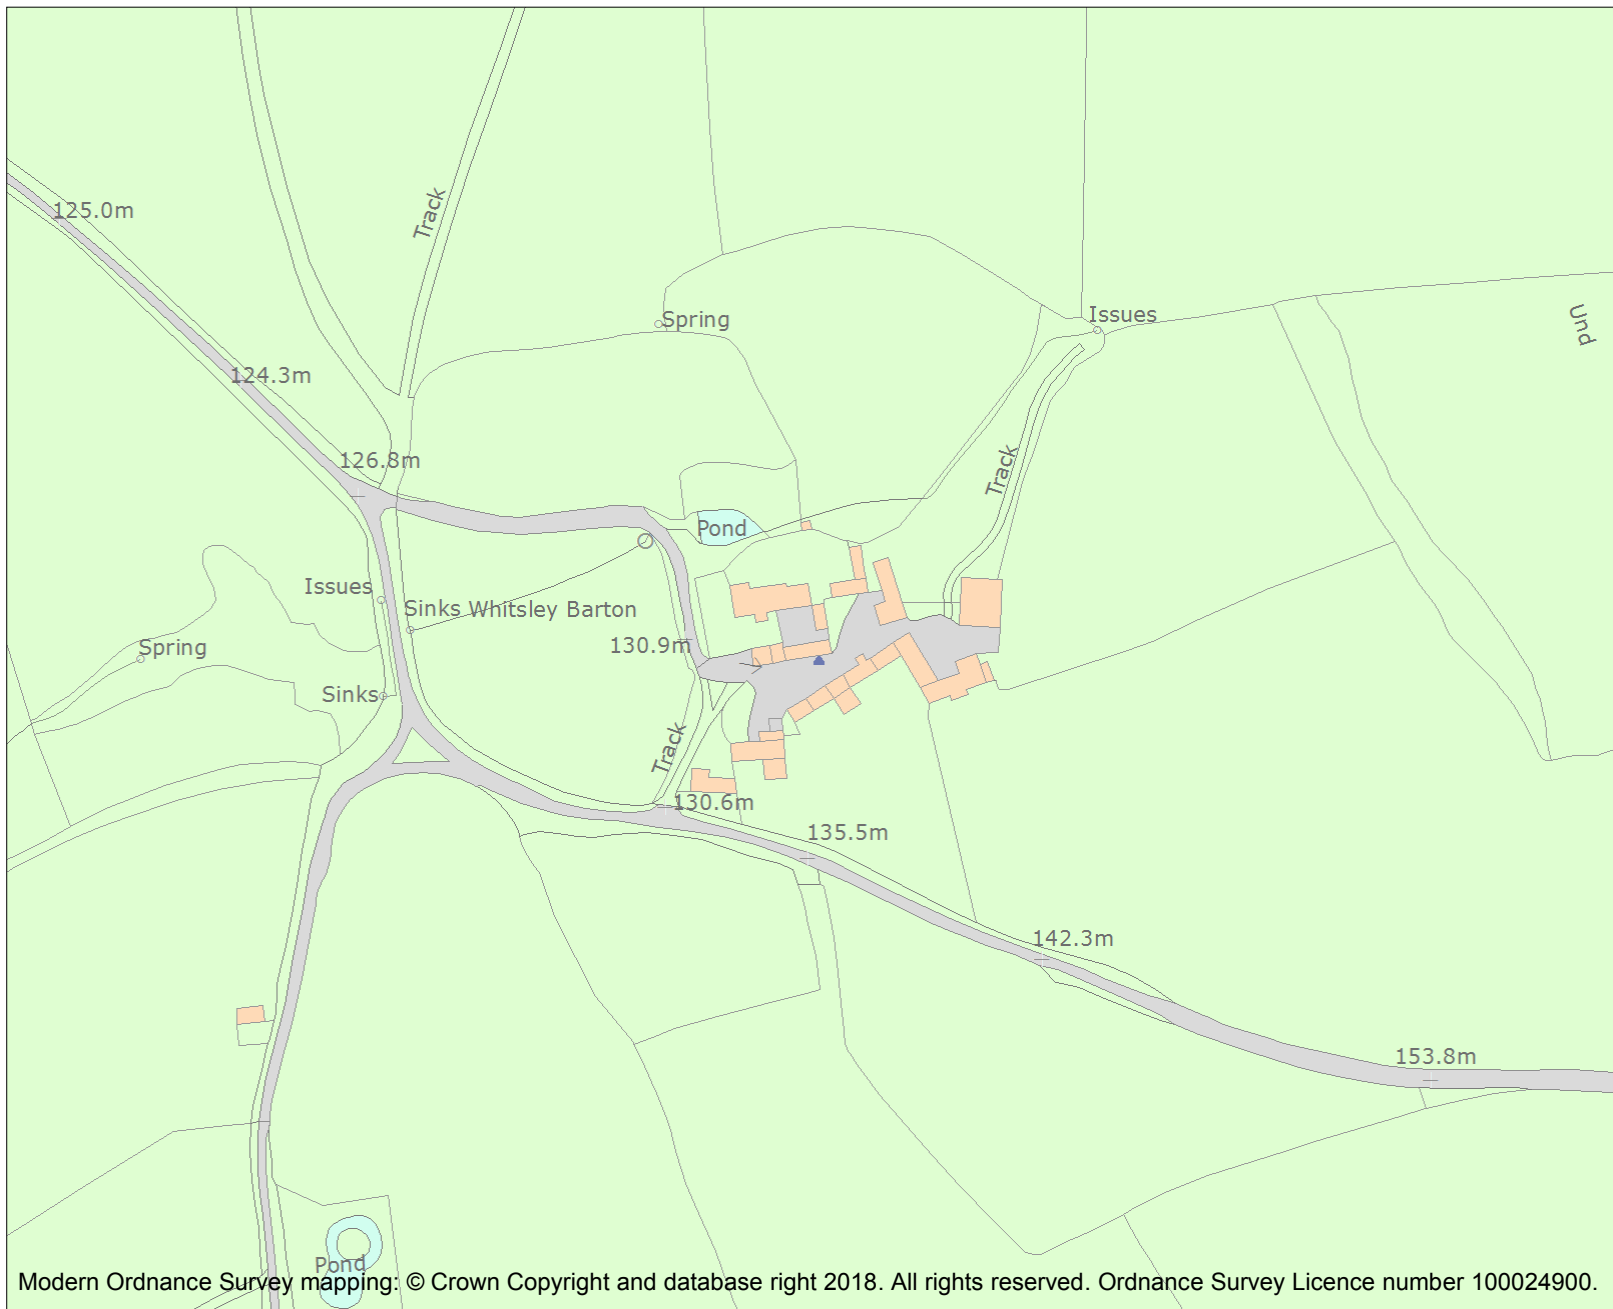 125.0m
Track
Spring
Issues
Und
124.3m
126.8m
Track
Pond
Issues
Sinks Whitsley Barton
Spring
130.9m
Sinks
Track
130.6m
135.5m
142.3m
153.8m
Pond
Modern Ordnance Survey mapping: © Crown Copyright and database right 2018. All rights reserved. Ordnance Survey Licence number 100024900.